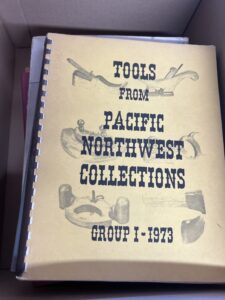 TOOLS
FROM
PACIFIC
NORTHWEST
COLLECTIONS
GROUP I-1973